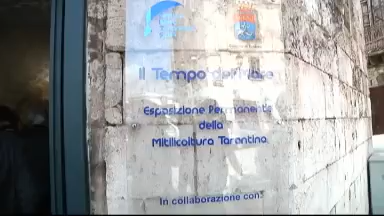 Il Tempo del Mare
Esposizione Permanente
della
Mitilicoltura Tarantina
In collaborazione con: